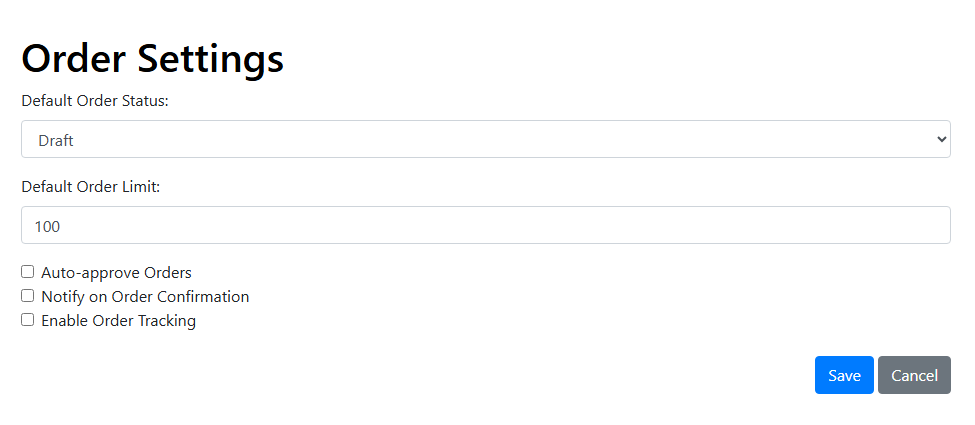 Order Settings
Default Order Status:
Draft
Default Order Limit:
100
Auto-approve Orders
Notify on Order Confirmation
Enable Order Tracking
Save Cancel